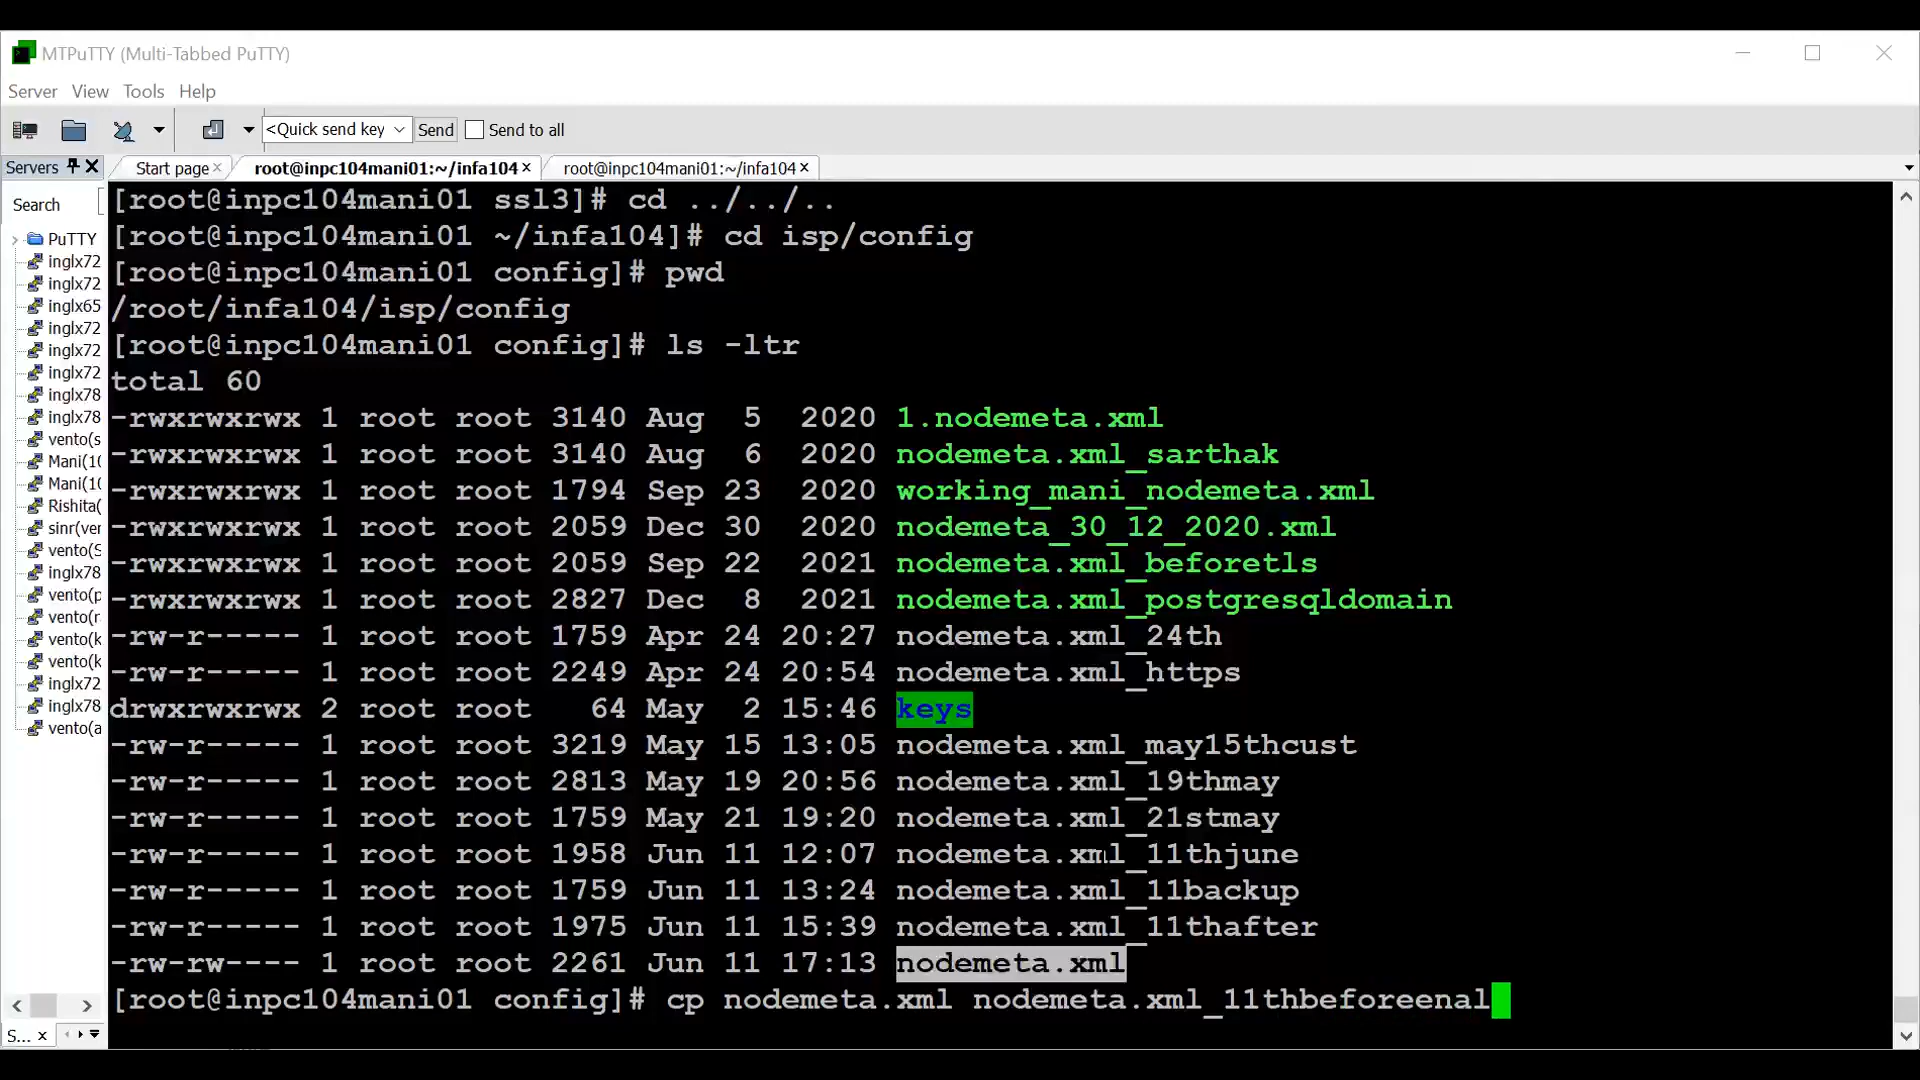 MTPuTTY (Multi-Tabbed PuTTY)
Server View Tools Help
<Quick send key Send Send to all
Servers Start page root@inpc104mani01:~/infa104 root@inpc104mani01:~/infa104
Search
PuTTY
inglx72
inglx72
inglx65
inglx72
inglx72
inglx72
inglx78
inglx78
vento(s
Mani(10
Mani(10
Rishita(
sinr(ver
vento(S
inglx78
vento(p
vento(r
vento(k
vento(k
inglx72
inglx78
vento(a
S...
[root@inpc104mani01 ssl3]# cd ../../..
[root@inpc104mani01 ~/infa104]# cd isp/config
[root@inpc104mani01 config]# pwd
/root/infa104/isp/config
[root@inpc104mani01 config]# ls -ltr
total 60
-rwxrwxrwx 1 root root 3140 Aug 5 2020 1.nodemeta.xml
-rwxrwxrwx 1 root root 3140 Aug 6 2020 nodemeta.xml_sarthak
-rwxrwxrwx 1 root root 1794 Sep 23 2020 working_mani_nodemeta.xml
-rwxrwxrwx 1 root root 2059 Dec 30 2020 nodemeta_30_12_2020.xml
-rwxrwxrwx 1 root root 2059 Sep 22 2021 nodemeta.xml_beforetls
-rwxrwxrwx 1 root root 2827 Dec 8 2021 nodemeta.xml_postgresqldomain
-rw-r----- 1 root root 1759 Apr 24 20:27 nodemeta.xml_24th
-rw-r----- 1 root root 2249 Apr 24 20:54 nodemeta.xml_https
drwxrwxrwx 2 root root 64 May 2 15:46 keys
-rw-r----- 1 root root 3219 May 15 13:05 nodemeta.xml_may15thcust
-rw-r----- 1 root root 2813 May 19 20:56 nodemeta.xml_19thmay
-rw-r----- 1 root root 1759 May 21 19:20 nodemeta.xml_21stmay
-rw-r----- 1 root root 1958 Jun 11 12:07 nodemeta.xml_11thjune
-rw-r----- 1 root root 1759 Jun 11 13:24 nodemeta.xml_11backup
-rw-r----- 1 root root 1975 Jun 11 15:39 nodemeta.xml_11thafter
-rw-rw---- 1 root root 2261 Jun 11 17:13 nodemeta.xml
[root@inpc104mani01 config]# cp nodemeta.xml nodemeta.xml_11thbeforeenal